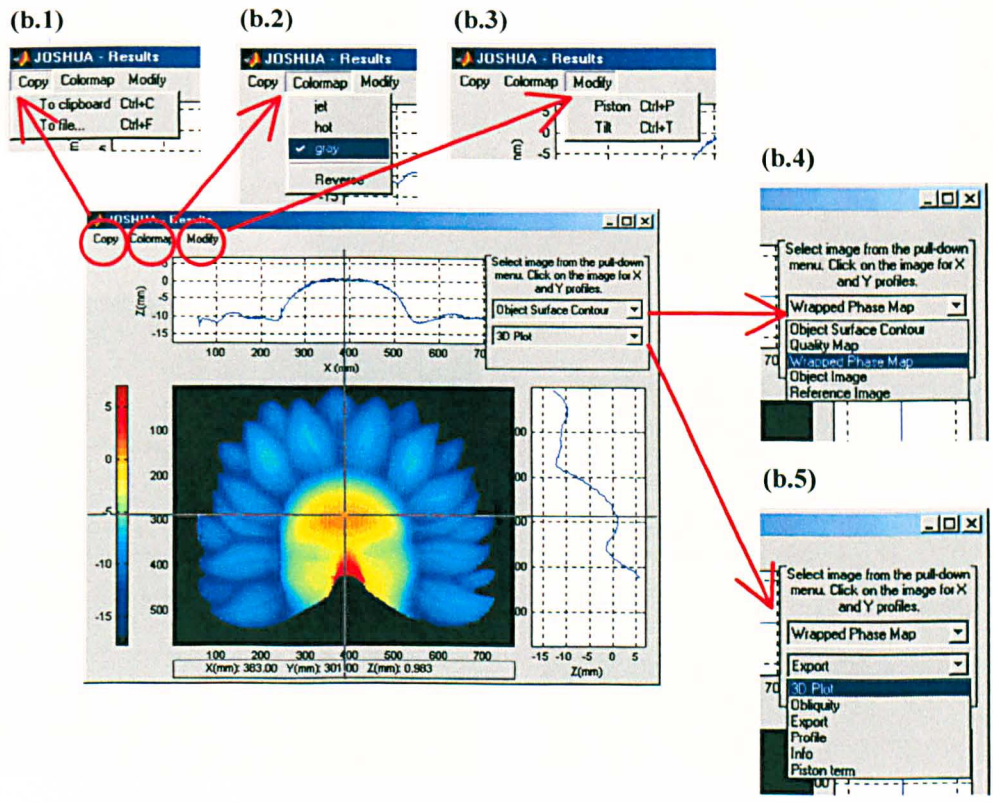 (b.1)
(b.2)
(b.3)
JOSHUA - Results
Copy Colormap Modify
To clipboard Ctrl+C
To file... Ctrl+F
JOSHUA - Results
Copy Colormap Modify
jet
hot
gray
Reverse
-15
JOSHUA - Results
Copy Colormap Modify
Piston Ctrl+P
Tilt Ctrl+T
5
-5
(b.4)
JOSHUA - Results
Copy Colormap Modify
Z(mm)
5
0
-5
-10
-15
100 200 300 400 500 600
X (mm)
Select image from the pull-down
menu. Click on the image for X
and Y profiles.
Object Surface Contour
3D Plot
Select image from the pull-down
menu. Click on the image for X
and Y profiles.
Wrapped Phase Map
Object Surface Contour
Quality Map
Wrapped Phase Map
Object Image
Reference Image
70
5
0
-5
-10
-15
100
200
300
400
500
100 200 300 400 500 600 700
X(mm): 383.00 Y(mm): 301.00 Z(mm): 0.983
-15 -10 -5 0 5
Z(mm)
(b.5)
Select image from the pull-down
menu. Click on the image for X
and Y profiles.
Wrapped Phase Map
Export
70
3D Plot
Obliquity
Export
Profile
Info
Piston term